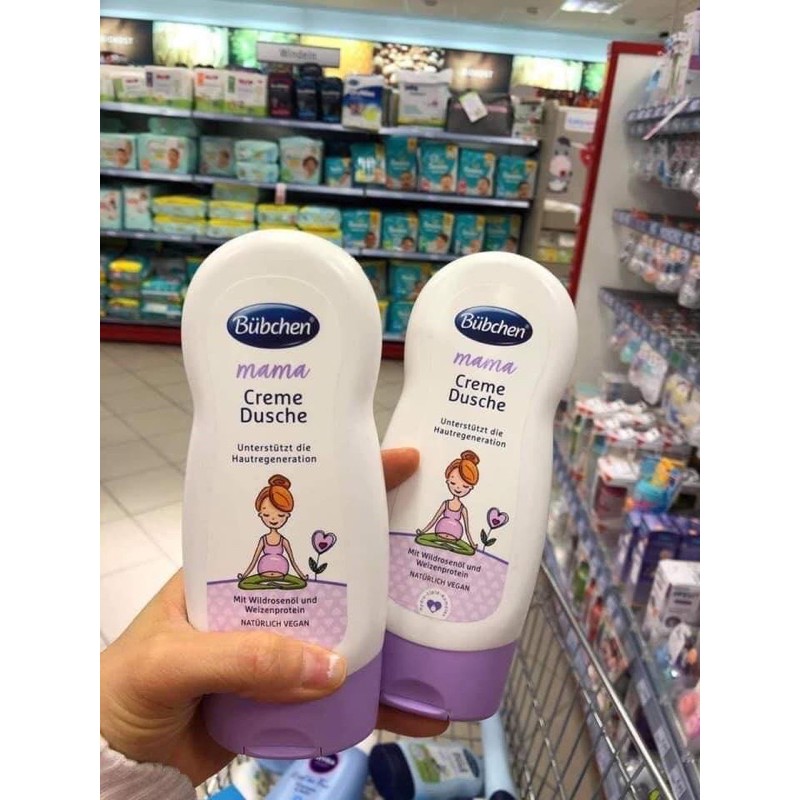 Windeln
Bübchen®
mama
Creme
Dusche
Unterstützt die
Hautregeneration
Mit Wildrosenöl und
Weizenprotein
NATÜRLICH VEGAN
Bübchen®
mama
Creme
Dusche
Unterstützt die
Hautregeneration
Mit Wildrosenöl und
Weizenprotein
NATÜRLICH VEGAN